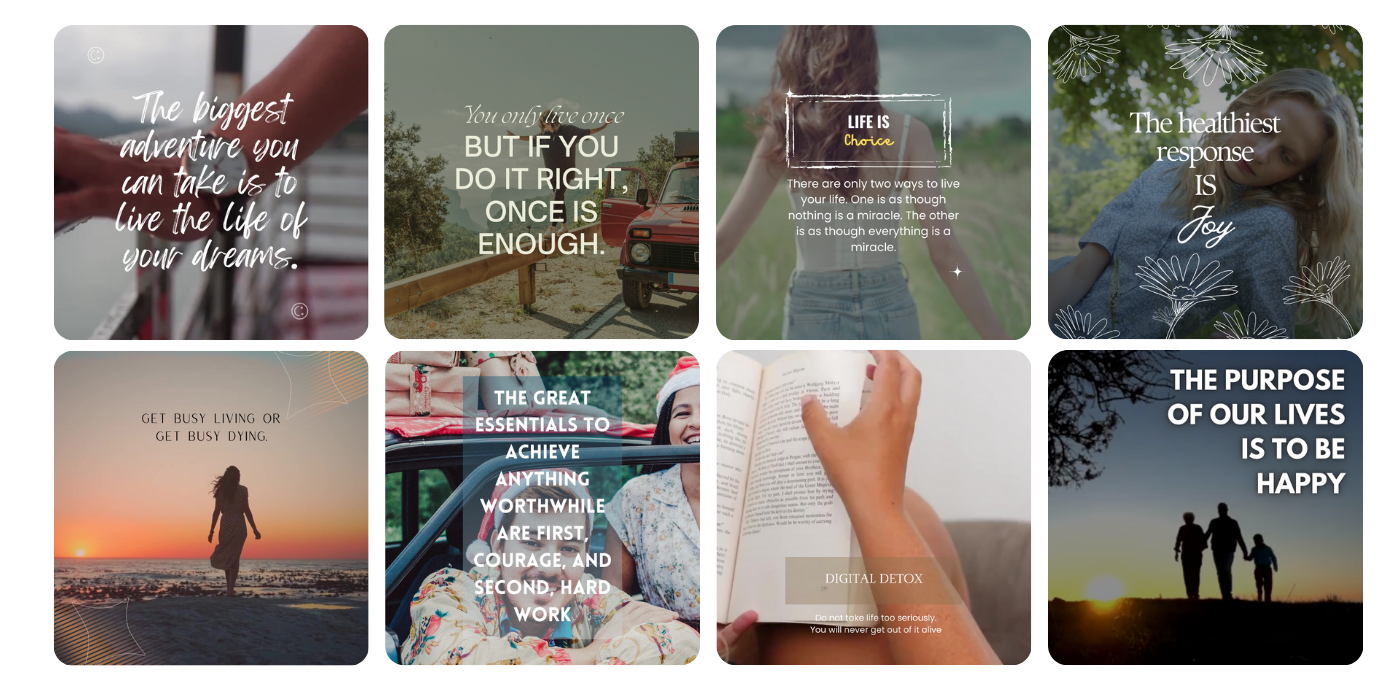 The biggest
adventure you
can take is to
live the life of
your dreams.
You only live once
BUT IF YOU
DO IT RIGHT,
ONCE IS
ENOUGH.
LIFE IS
Choice
There are only two ways to live
your life. One is as though
nothing is a miracle. The other
is as though everything is a
miracle.
The healthiest
response
IS
Joy
GET BUSY LIVING OR
GET BUSY DYING.
THE GREAT
ESSENTIALS TO
ACHIEVE
ANYTHING
WORTHWHILE
ARE FIRST,
COURAGE, AND
SECOND, HARD
WORK
DIGITAL DETOX
Do not take life too seriously.
You will never get out of it alive
THE PURPOSE
OF OUR LIVES
IS TO BE
HAPPY